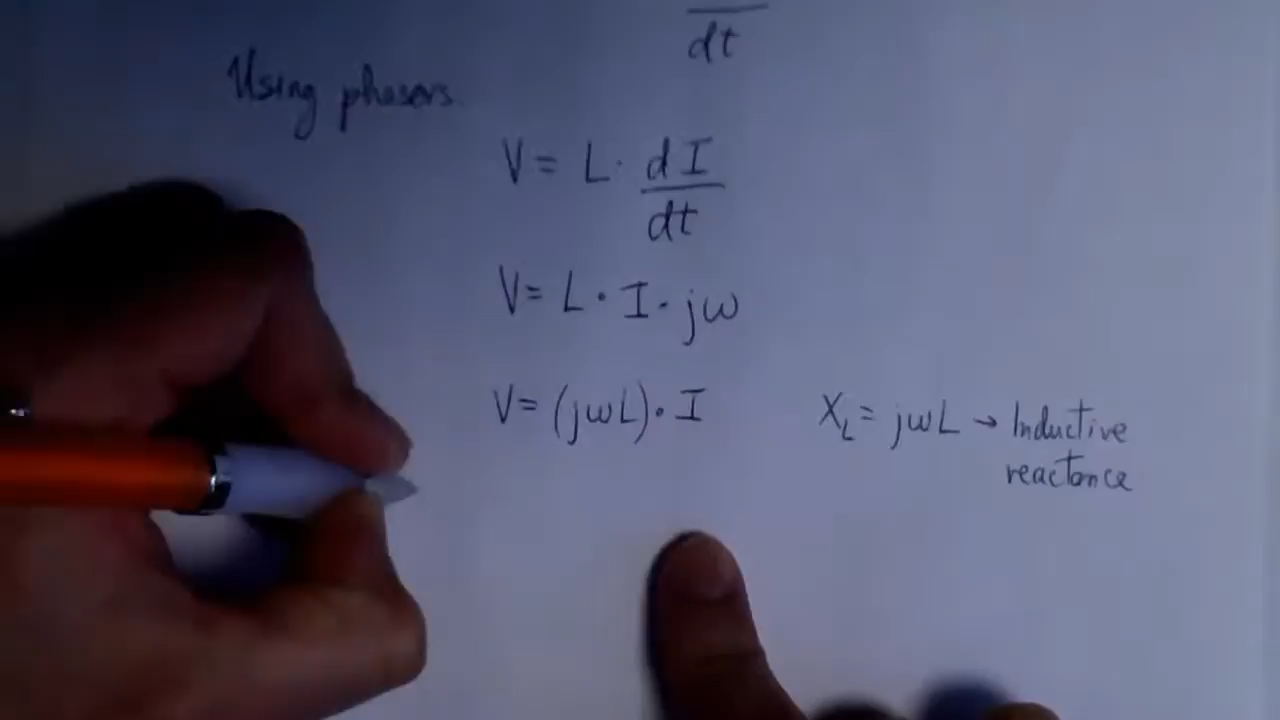 dt
Using phasors.
V = L · dI/dt
V = L · I · jω
V = (jωL) · I
X_L = jωL → Inductive
reactance